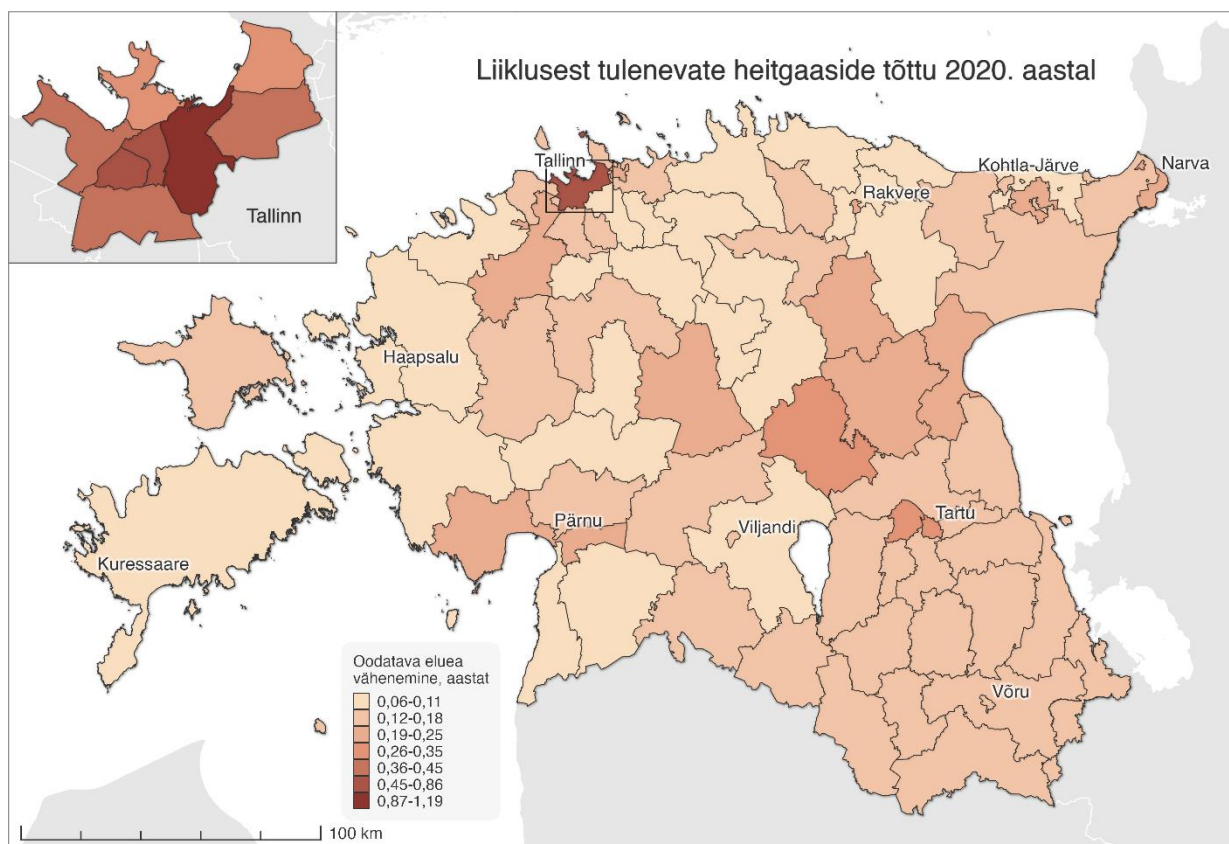 Liiklusest tulenevate heitgaaside tõttu 2020. aastal
Tallinn
Tallinn
Kohtla-Järve
Narva
Rakvere
Haapsalu
Pärnu
Viljandi
Tartu
Kuressaare
Võru
Oodatava eluea
vähenemine, aastat
0,06-0,11
0,12-0,18
0,19-0,25
0,26-0,35
0,36-0,45
0,45-0,86
0,87-1,19
100 km